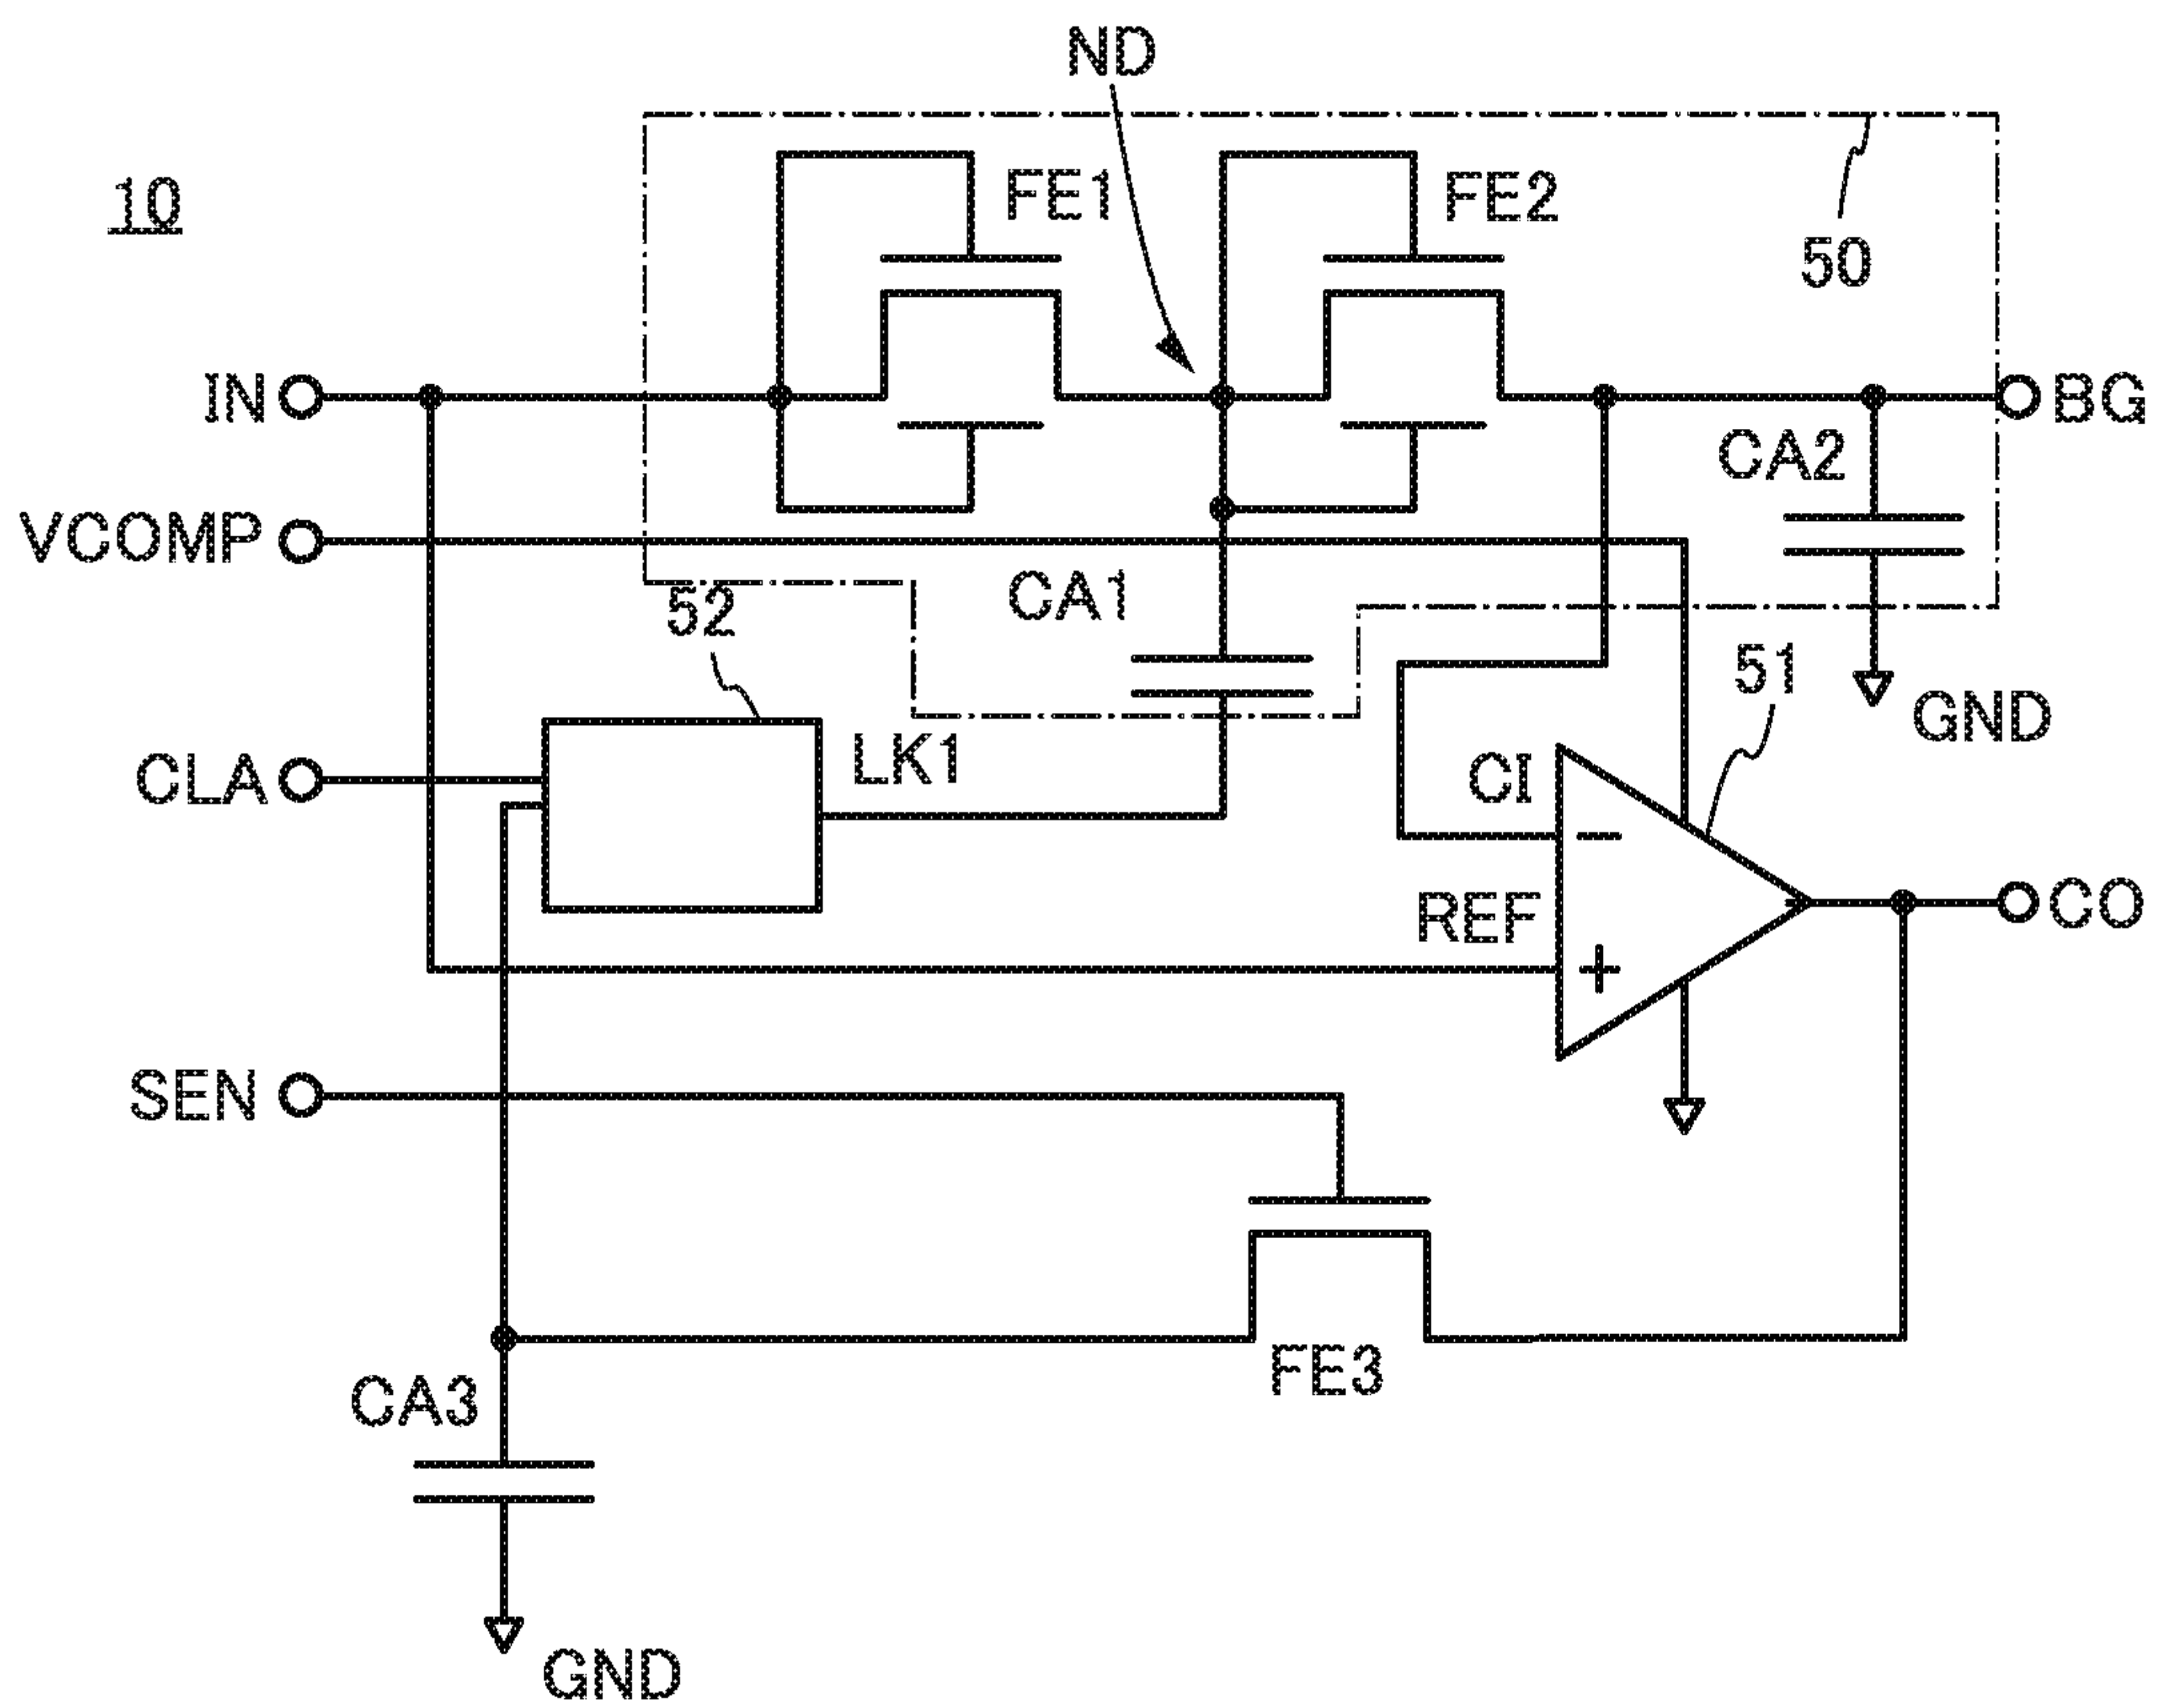 ND
10
FE1
FE2
50
IN
BG
CA2
VCOMP
CA1
52
51
GND
LK1
CLA
CI
−
REF
CO
+
SEN
FE3
CA3
GND